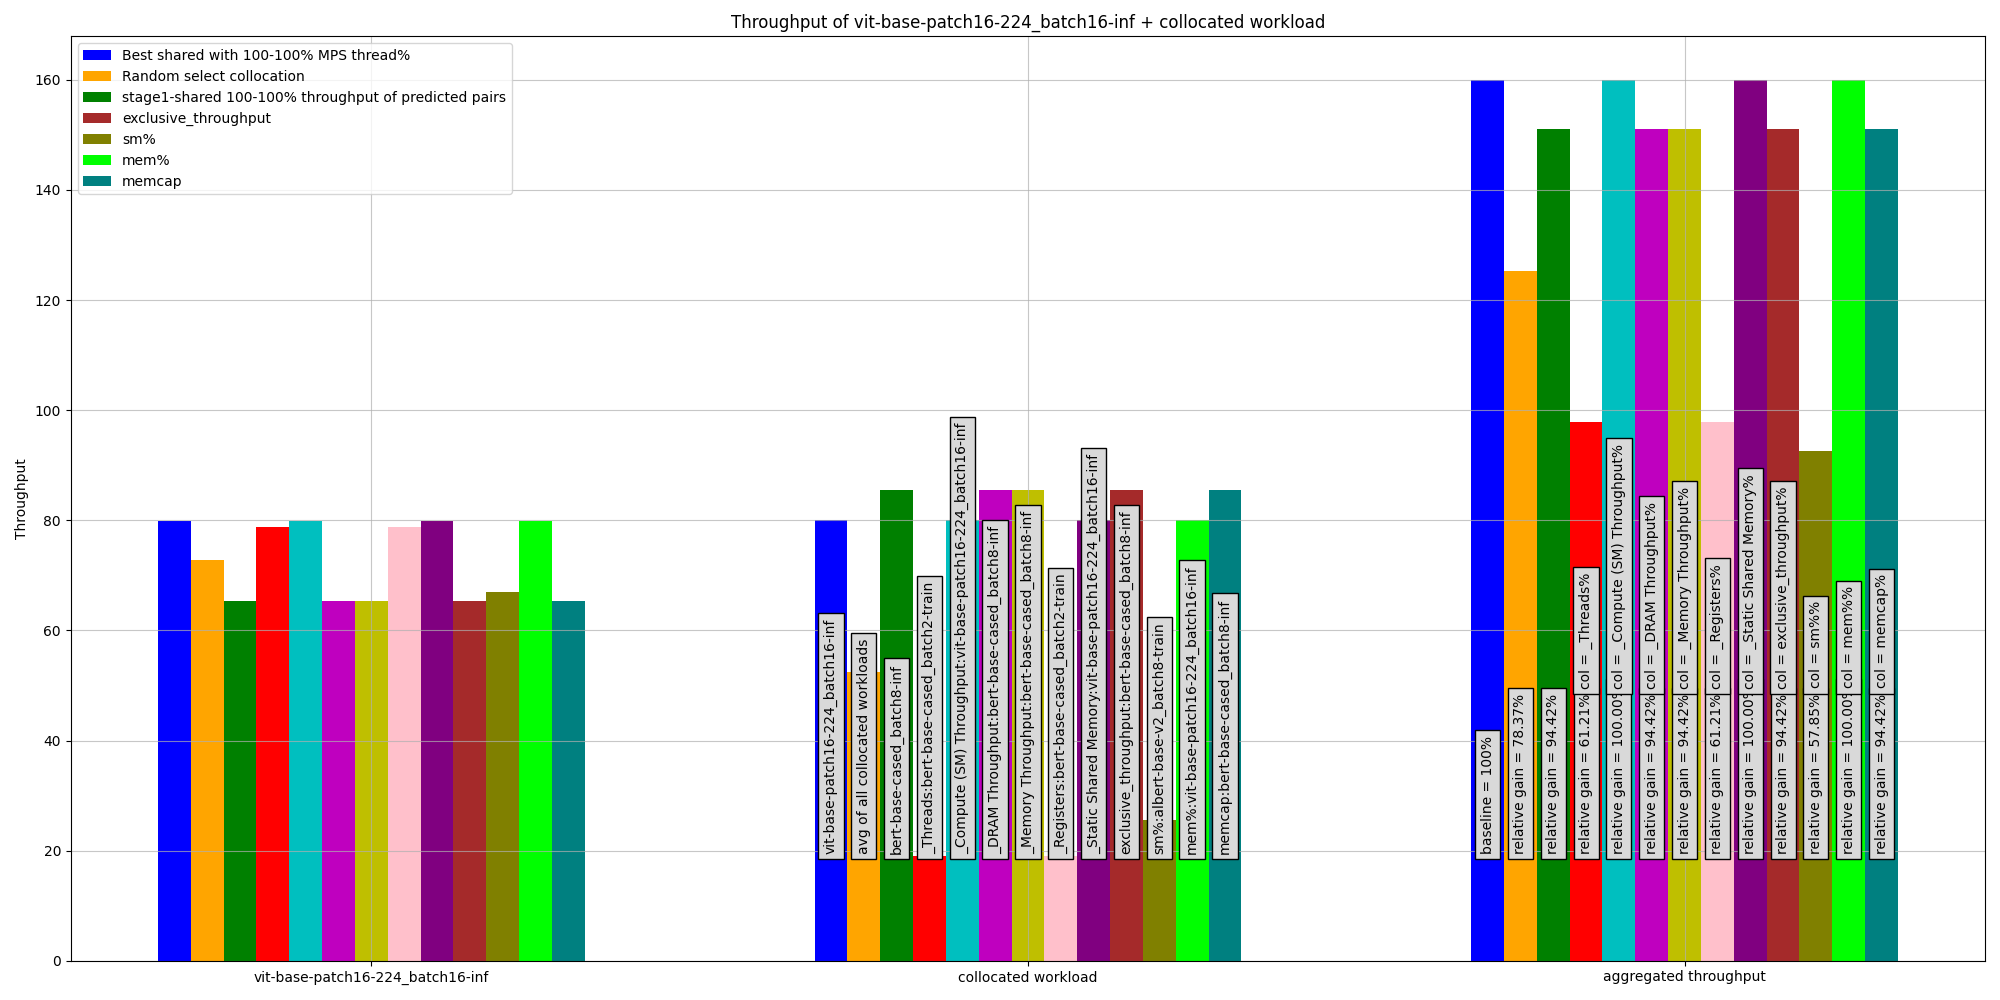 Throughput of vit-base-patch16-224_batch16-inf + collocated workload
Best shared with 100-100% MPS thread%
Random select collocation
stage1-shared 100-100% throughput of predicted pairs
exclusive_throughput
sm%
mem%
memcap
Throughput
160
140
120
100
80
60
40
20
0
vit-base-patch16-224_batch16-inf
avg of all collocated workloads
bert-base-cased_batch8-inf
_Threads:bert-base-cased_batch2-train
_Compute (SM) Throughput:vit-base-patch16-224_batch16-inf
_DRAM Throughput:bert-base-cased_batch8-inf
_Memory Throughput:bert-base-cased_batch8-inf
_Registers:bert-base-cased_batch2-train
_Static Shared Memory:vit-base-patch16-224_batch16-inf
exclusive_throughput:bert-base-cased_batch8-inf
sm%:albert-base-v2_batch8-train
mem%:vit-base-patch16-224_batch16-inf
memcap:bert-base-cased_batch8-inf
baseline = 100%
relative gain = 78.37%
relative gain = 94.42%
relative gain = 61.21%
col = _Threads%
relative gain = 100.00%
col = _Compute (SM) Throughput%
relative gain = 94.42%
col = _DRAM Throughput%
relative gain = 94.42%
col = _Memory Throughput%
relative gain = 61.21%
col = _Registers%
relative gain = 100.00%
col = _Static Shared Memory%
relative gain = 94.42%
col = exclusive_throughput%
relative gain = 57.85%
col = sm%%
relative gain = 100.00%
col = mem%%
relative gain = 94.42%
col = memcap%
vit-base-patch16-224_batch16-inf
collocated workload
aggregated throughput